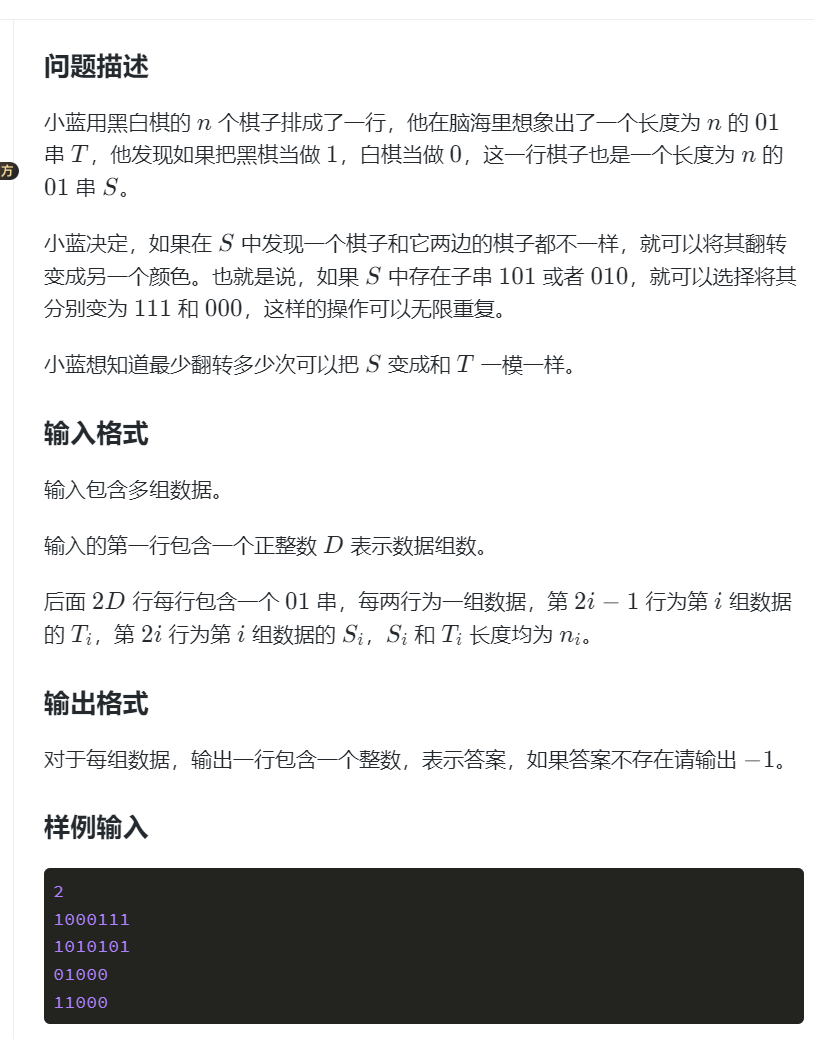 问题描述
小蓝用黑白棋的 n 个棋子排成了一行，他在脑海里想象出了一个长度为 n 的 01
串 T，他发现如果把黑棋当做 1，白棋当做 0，这一行棋子也是一个长度为 n 的
方
01 串 S。
小蓝决定，如果在 S 中发现一个棋子和它两边的棋子都不一样，就可以将其翻转
变成另一个颜色。也就是说，如果 S 中存在子串 101 或者 010，就可以选择将其
分别变为 111 和 000，这样的操作可以无限重复。
小蓝想知道最少翻转多少次可以把 S 变成和 T 一模一样。
输入格式
输入包含多组数据。
输入的第一行包含一个正整数 D 表示数据组数。
后面 2D 行每行包含一个 01 串，每两行为一组数据，第 2i − 1 行为第 i 组数据
的 Tᵢ，第 2i 行为第 i 组数据的 Sᵢ，Sᵢ 和 Tᵢ 长度均为 nᵢ。
输出格式
对于每组数据，输出一行包含一个整数，表示答案，如果答案不存在请输出 −1。
样例输入
2
1000111
1010101
01000
11000